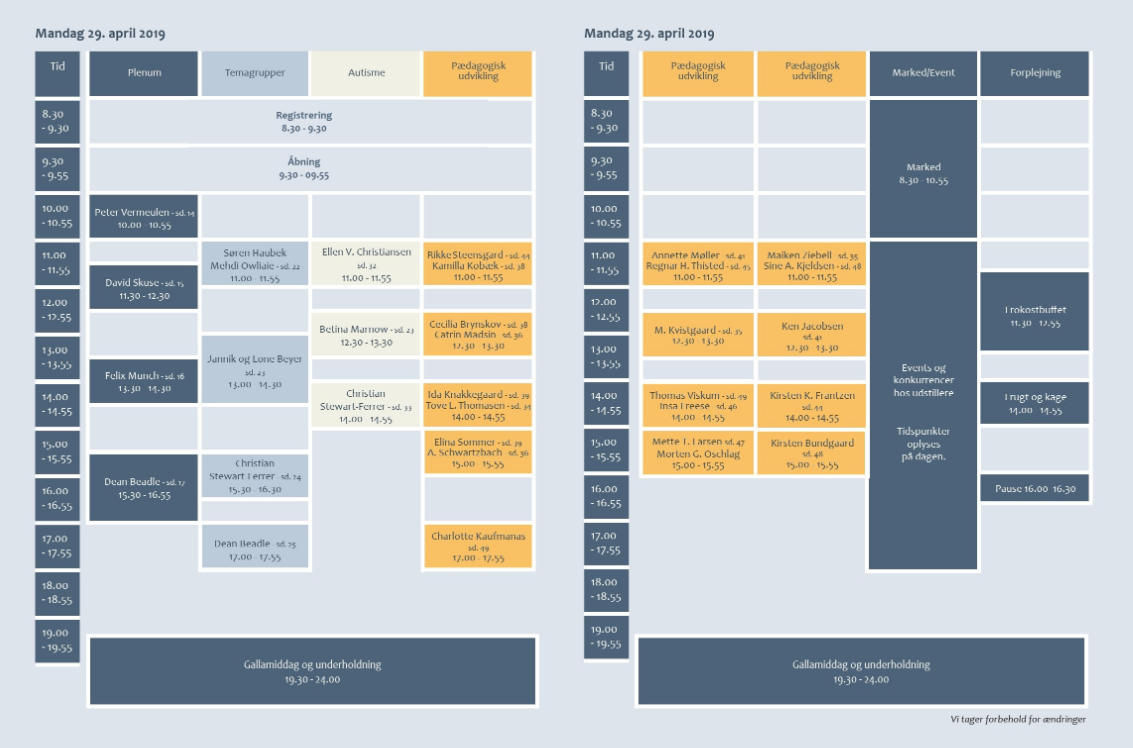 Mandag 29. april 2019
Tid
Plenum
Temagrupper
Autisme
Pædagogisk
udvikling
8.30
- 9.30
Registrering
8.30 - 9.30
9.30
- 9.55
Åbning
9.30 - 09.55
10.00
- 10.55
Peter Vermeulen - sd. 14
10.00 - 10.55
11.00
- 11.55
Søren Haubek
Mehdi Owliaie - sd. 22
11.00 - 11.55
Ellen V. Christiansen
sd. 32
11.00 - 11.55
Rikke Steensgard - sd. 44
Kamilla Kobæk - sd. 38
11.00 - 11.55
David Skuse - sd. 15
11.30 - 12.30
12.00
- 12.55
Betina Marnow - sd. 23
12.30 - 13.30
Cecilia Brynskov - sd. 38
Catrin Madsin - sd. 36
12.30 - 13.30
13.00
- 13.55
Jannik og Lone Beyer
sd. 23
13.00 - 14.30
Felix Munch - sd. 16
13.30 - 14.30
14.00
- 14.55
Christian
Stewart-Ferrer - sd. 33
14.00 - 14.55
Ida Knakkegaard - sd. 39
Tove L. Thomasen - sd. 34
14.00 - 14.55
15.00
- 15.55
Elina Sommer - sd. 39
A. Schwartzbach - sd. 36
15.00 - 15.55
Dean Beadle - sd. 17
15.30 - 16.55
Christian
Stewart Ferrer - sd. 24
15.30 - 16.30
16.00
- 16.55
17.00
- 17.55
Dean Beadle - sd. 25
17.00 - 17.55
Charlotte Kaufmanas
sd. 49
17.00 - 17.55
18.00
- 18.55
19.00
- 19.55
Gallamiddag og underholdning
19.30 - 24.00
Mandag 29. april 2019
Tid
Pædagogisk
udvikling
Pædagogisk
udvikling
Marked/Event
Forplejning
8.30
- 9.30
9.30
- 9.55
Marked
8.30 - 10.55
10.00
- 10.55
11.00
- 11.55
Annette Møller - sd. 41
Regnar H. Thisted - sd. 45
11.00 - 11.55
Maiken Ziebell - sd. 35
Sine A. Kjeldsen - sd. 48
11.00 - 11.55
12.00
- 12.55
Frokostbuffet
11.30 - 12.55
M. Kvistgaard - sd. 35
12.30 - 13.30
Ken Jacobsen
sd. 41
12.30 - 13.30
13.00
- 13.55
Events og
konkurrencer
hos udstillere
Tidspunkter
oplyses
på dagen.
14.00
- 14.55
Thomas Viskum - sd. 49
Insa Freese - sd. 46
14.00 - 14.55
Kirsten K. Frantzen
sd. 44
14.00 - 14.55
Frugt og kage
14.00 - 14.55
15.00
- 15.55
Mette T. Larsen sd. 47
Morten G. Oschlag
15.00 - 15.55
Kirsten Bundgaard
sd. 48
15.00 - 15.55
16.00
- 16.55
Pause 16.00 16.30
17.00
- 17.55
18.00
- 18.55
19.00
- 19.55
Gallamiddag og underholdning
19.30 - 24.00
Vi tager forbehold for ændringer